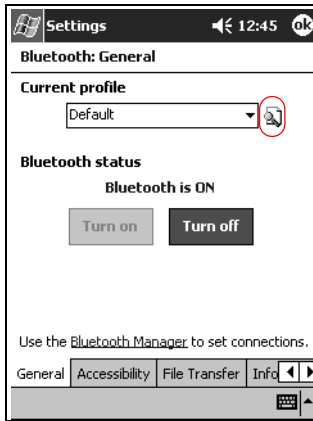 Settings 12:45 ok
Bluetooth: General
Current profile
Default
Bluetooth status
Bluetooth is ON
Turn on Turn off
Use the Bluetooth Manager to set connections.
General Accessibility File Transfer Info